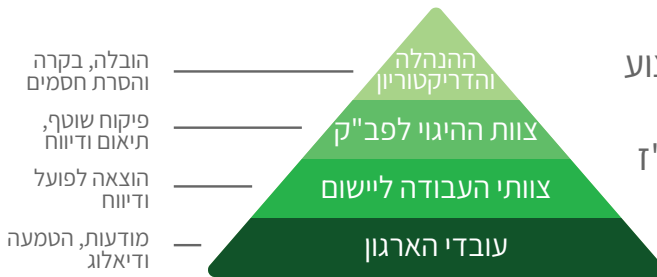 ההנהלה
והדריקטוריון
הובלה, בקרה
והסרת חסמים
צוות ההיגוי לפב"ק
פיקוח שוטף,
תיאום ודיווח
צוותי העבודה ליישום
הוצאה לפועל
ודיווח
עובדי הארגון
מודעות, הטמעה
ודיאלוג